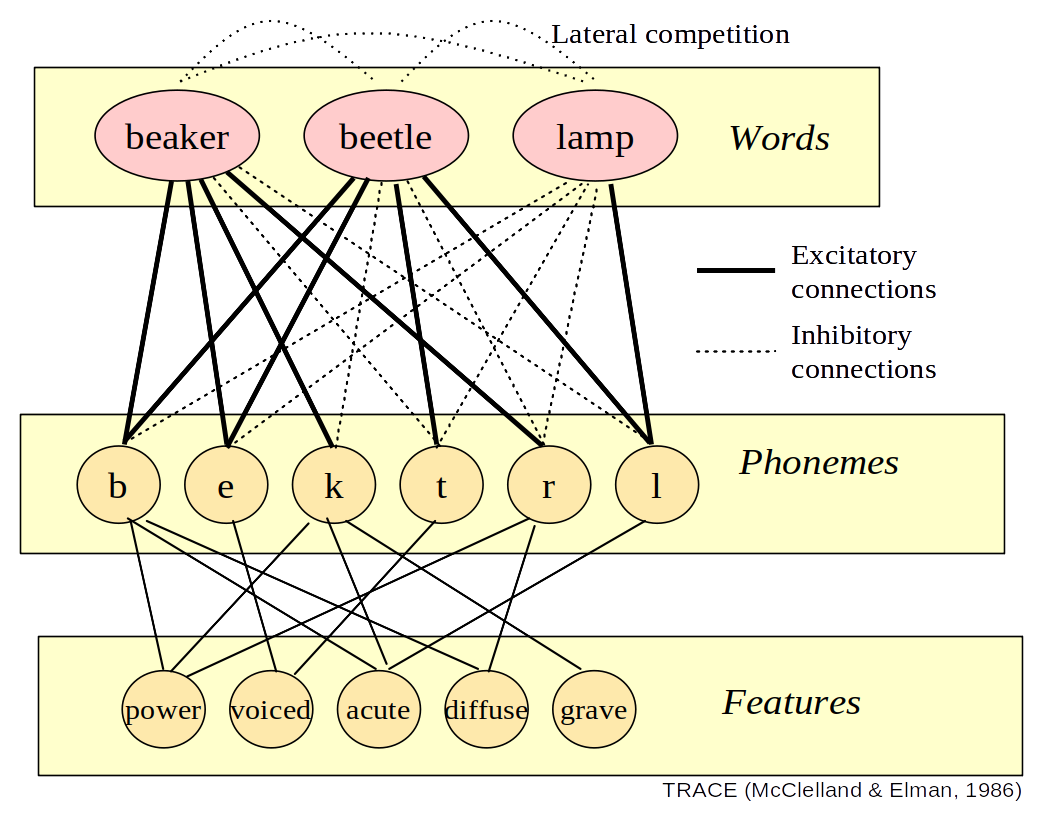 Lateral competition
beaker
beetle
lamp
Words
Excitatory
connections
Inhibitory
connections
Phonemes
b
e
k
t
r
l
Features
power
voiced
acute
diffuse
grave
TRACE (McClelland & Elman, 1986)